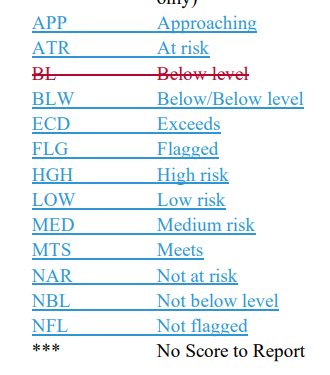 only)
APP Approaching
ATR At risk
BL Below level
BLW Below/Below level
ECD Exceeds
FLG Flagged
HGH High risk
LOW Low risk
MED Medium risk
MTS Meets
NAR Not at risk
NBL Not below level
NFL Not flagged
*** No Score to Report